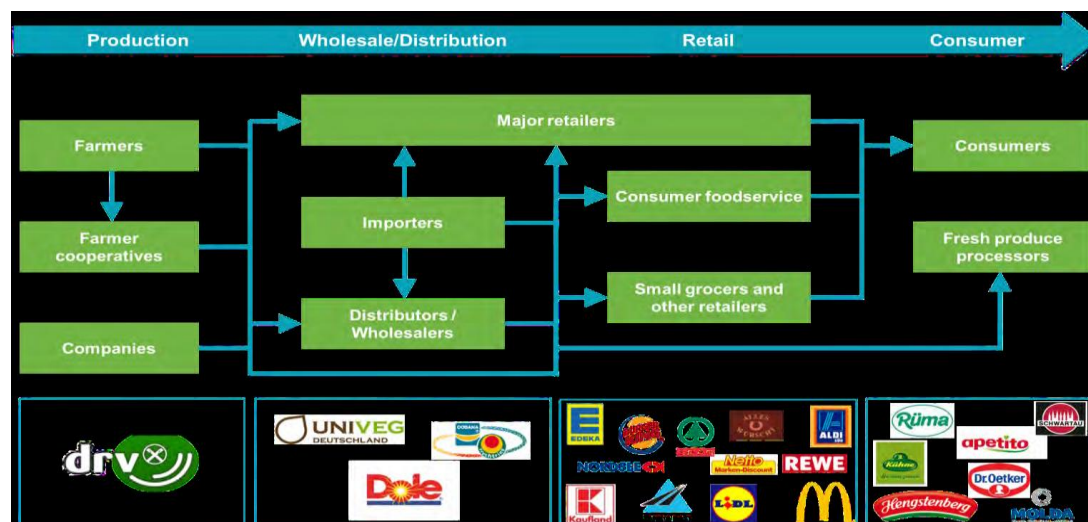 Production
Wholesale/Distribution
Retail
Consumer
Major retailers
Farmers
Consumers
Consumer foodservice
Importers
Farmer
cooperatives
Fresh produce
processors
Small grocers and
other retailers
Distributors /
Wholesalers
Companies
drv
UNIVEG
DEUTSCHLAND
Dole
EDEKA
ALDI
NORDSEE
Netto
Marken-Discount
REWE
Kaufland
LiDL
Rüma
SCHWARTAU
apetito
Kühne
Dr.Oetker
Hengstenberg
MOLDA